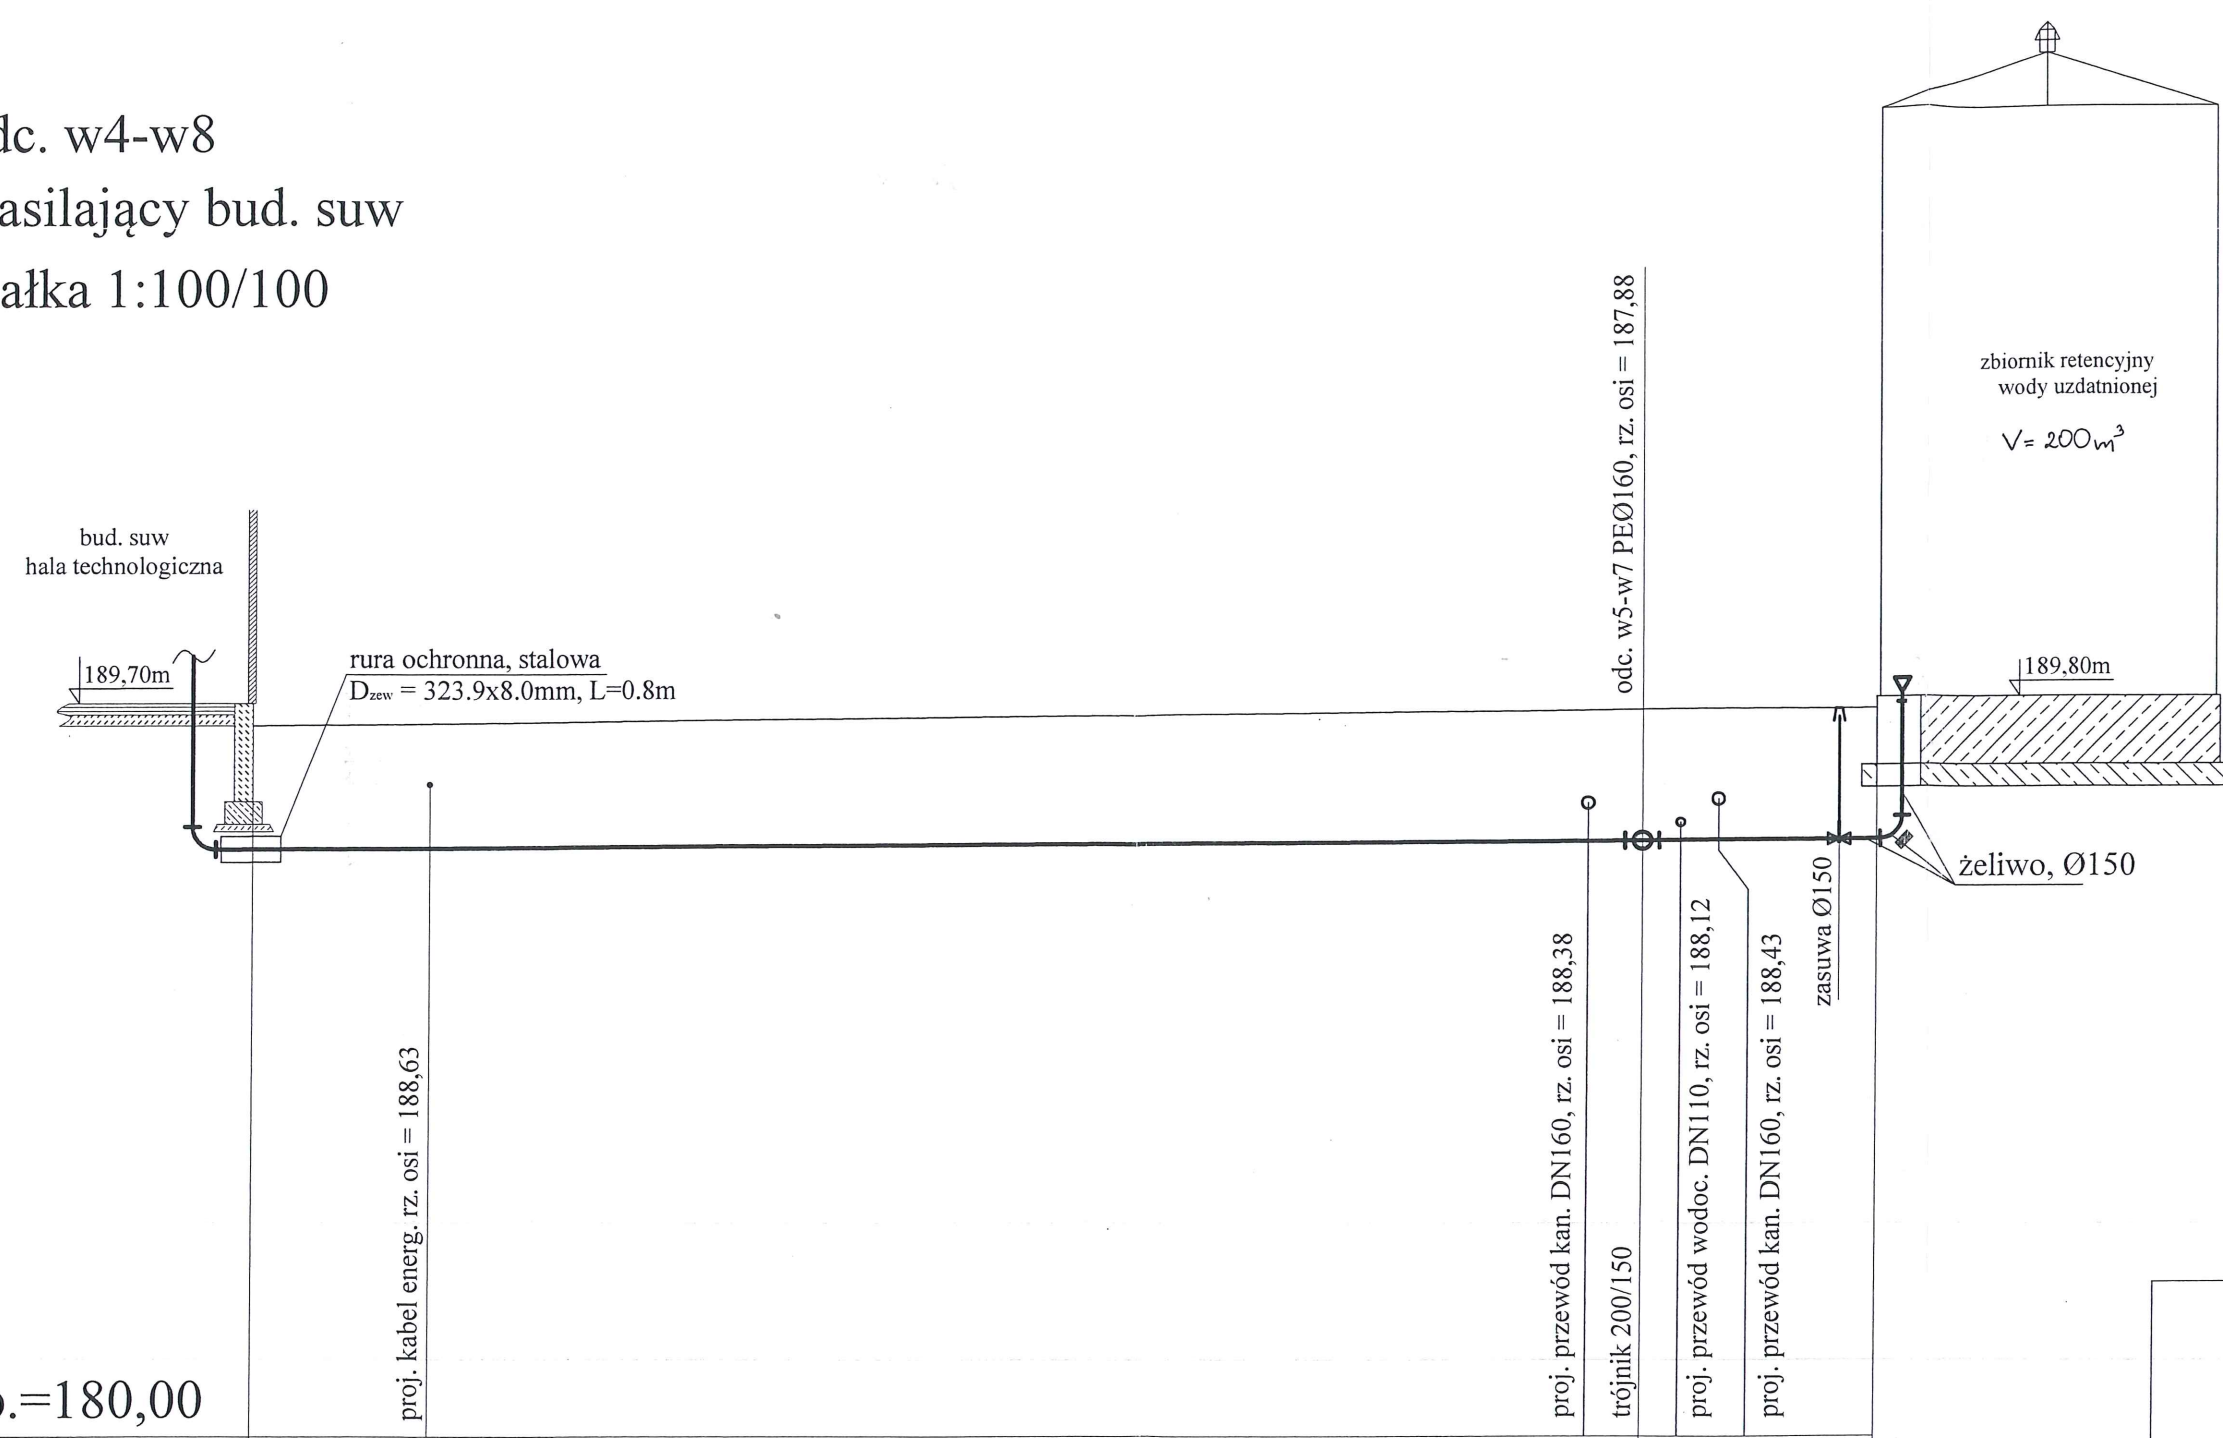 dc. w4-w8
asilający bud. suw
ałka 1:100/100
odc. w5-w7 PEØ160, rz. osi = 187,88
zbiornik retencyjny
wody uzdatnionej
V= 200m³
bud. suw
hala technologiczna
189,70m
rura ochronna, stalowa
Dzew = 323.9x8.0mm, L=0.8m
189,80m
żeliwo, Ø150
zasuwa Ø150
proj. kabel energ. rz. osi = 188,63
proj. przewód kan. DN160, rz. osi = 188,38
trójnik 200/150
proj. przewód wodoc. DN110, rz. osi = 188,12
proj. przewód kan. DN160, rz. osi = 188,43
.=180,00